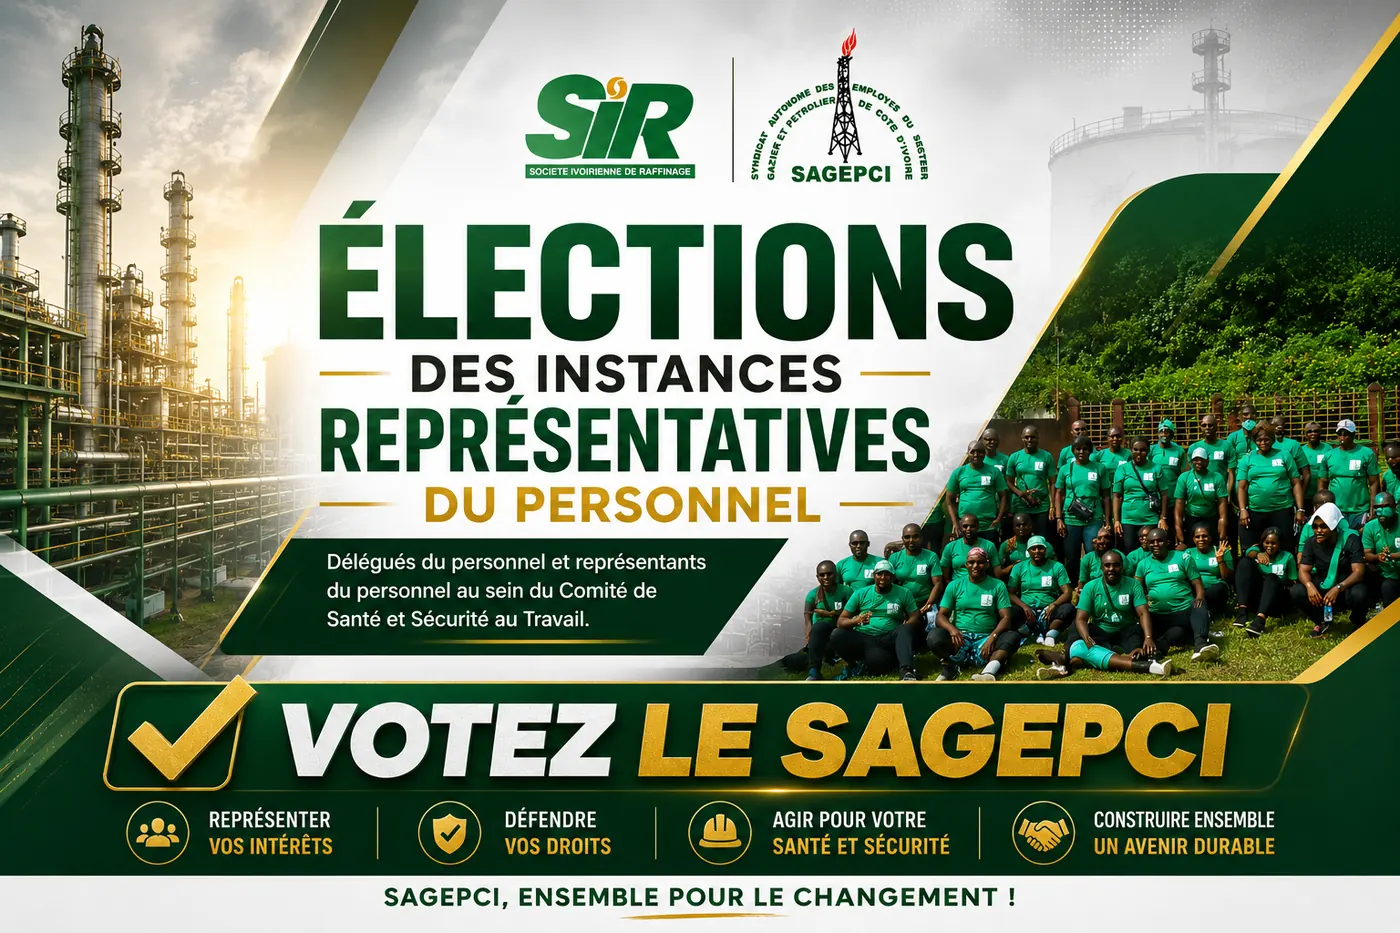 SiR
SOCIETE IVOIRIENNE DE RAFFINAGE
SYNDICAT AUTONOME DES EMPLOYES DU SESTEER
GAZIER ET PETROLIER DE COTE D'IVOIRE
SAGEPCI
ÉLECTIONS
DES INSTANCES
REPRÉSENTATIVES
DU PERSONNEL
Délégués du personnel et représentants
du personnel au sein du Comité de
Santé et Sécurité au Travail.
VOTEZ LE SAGEPCI
REPRÉSENTER
VOS INTÉRÊTS
DÉFENDRE
VOS DROITS
AGIR POUR VOTRE
SANTÉ ET SÉCURITÉ
CONSTRUIRE ENSEMBLE
UN AVENIR DURABLE
SAGEPCI, ENSEMBLE POUR LE CHANGEMENT !